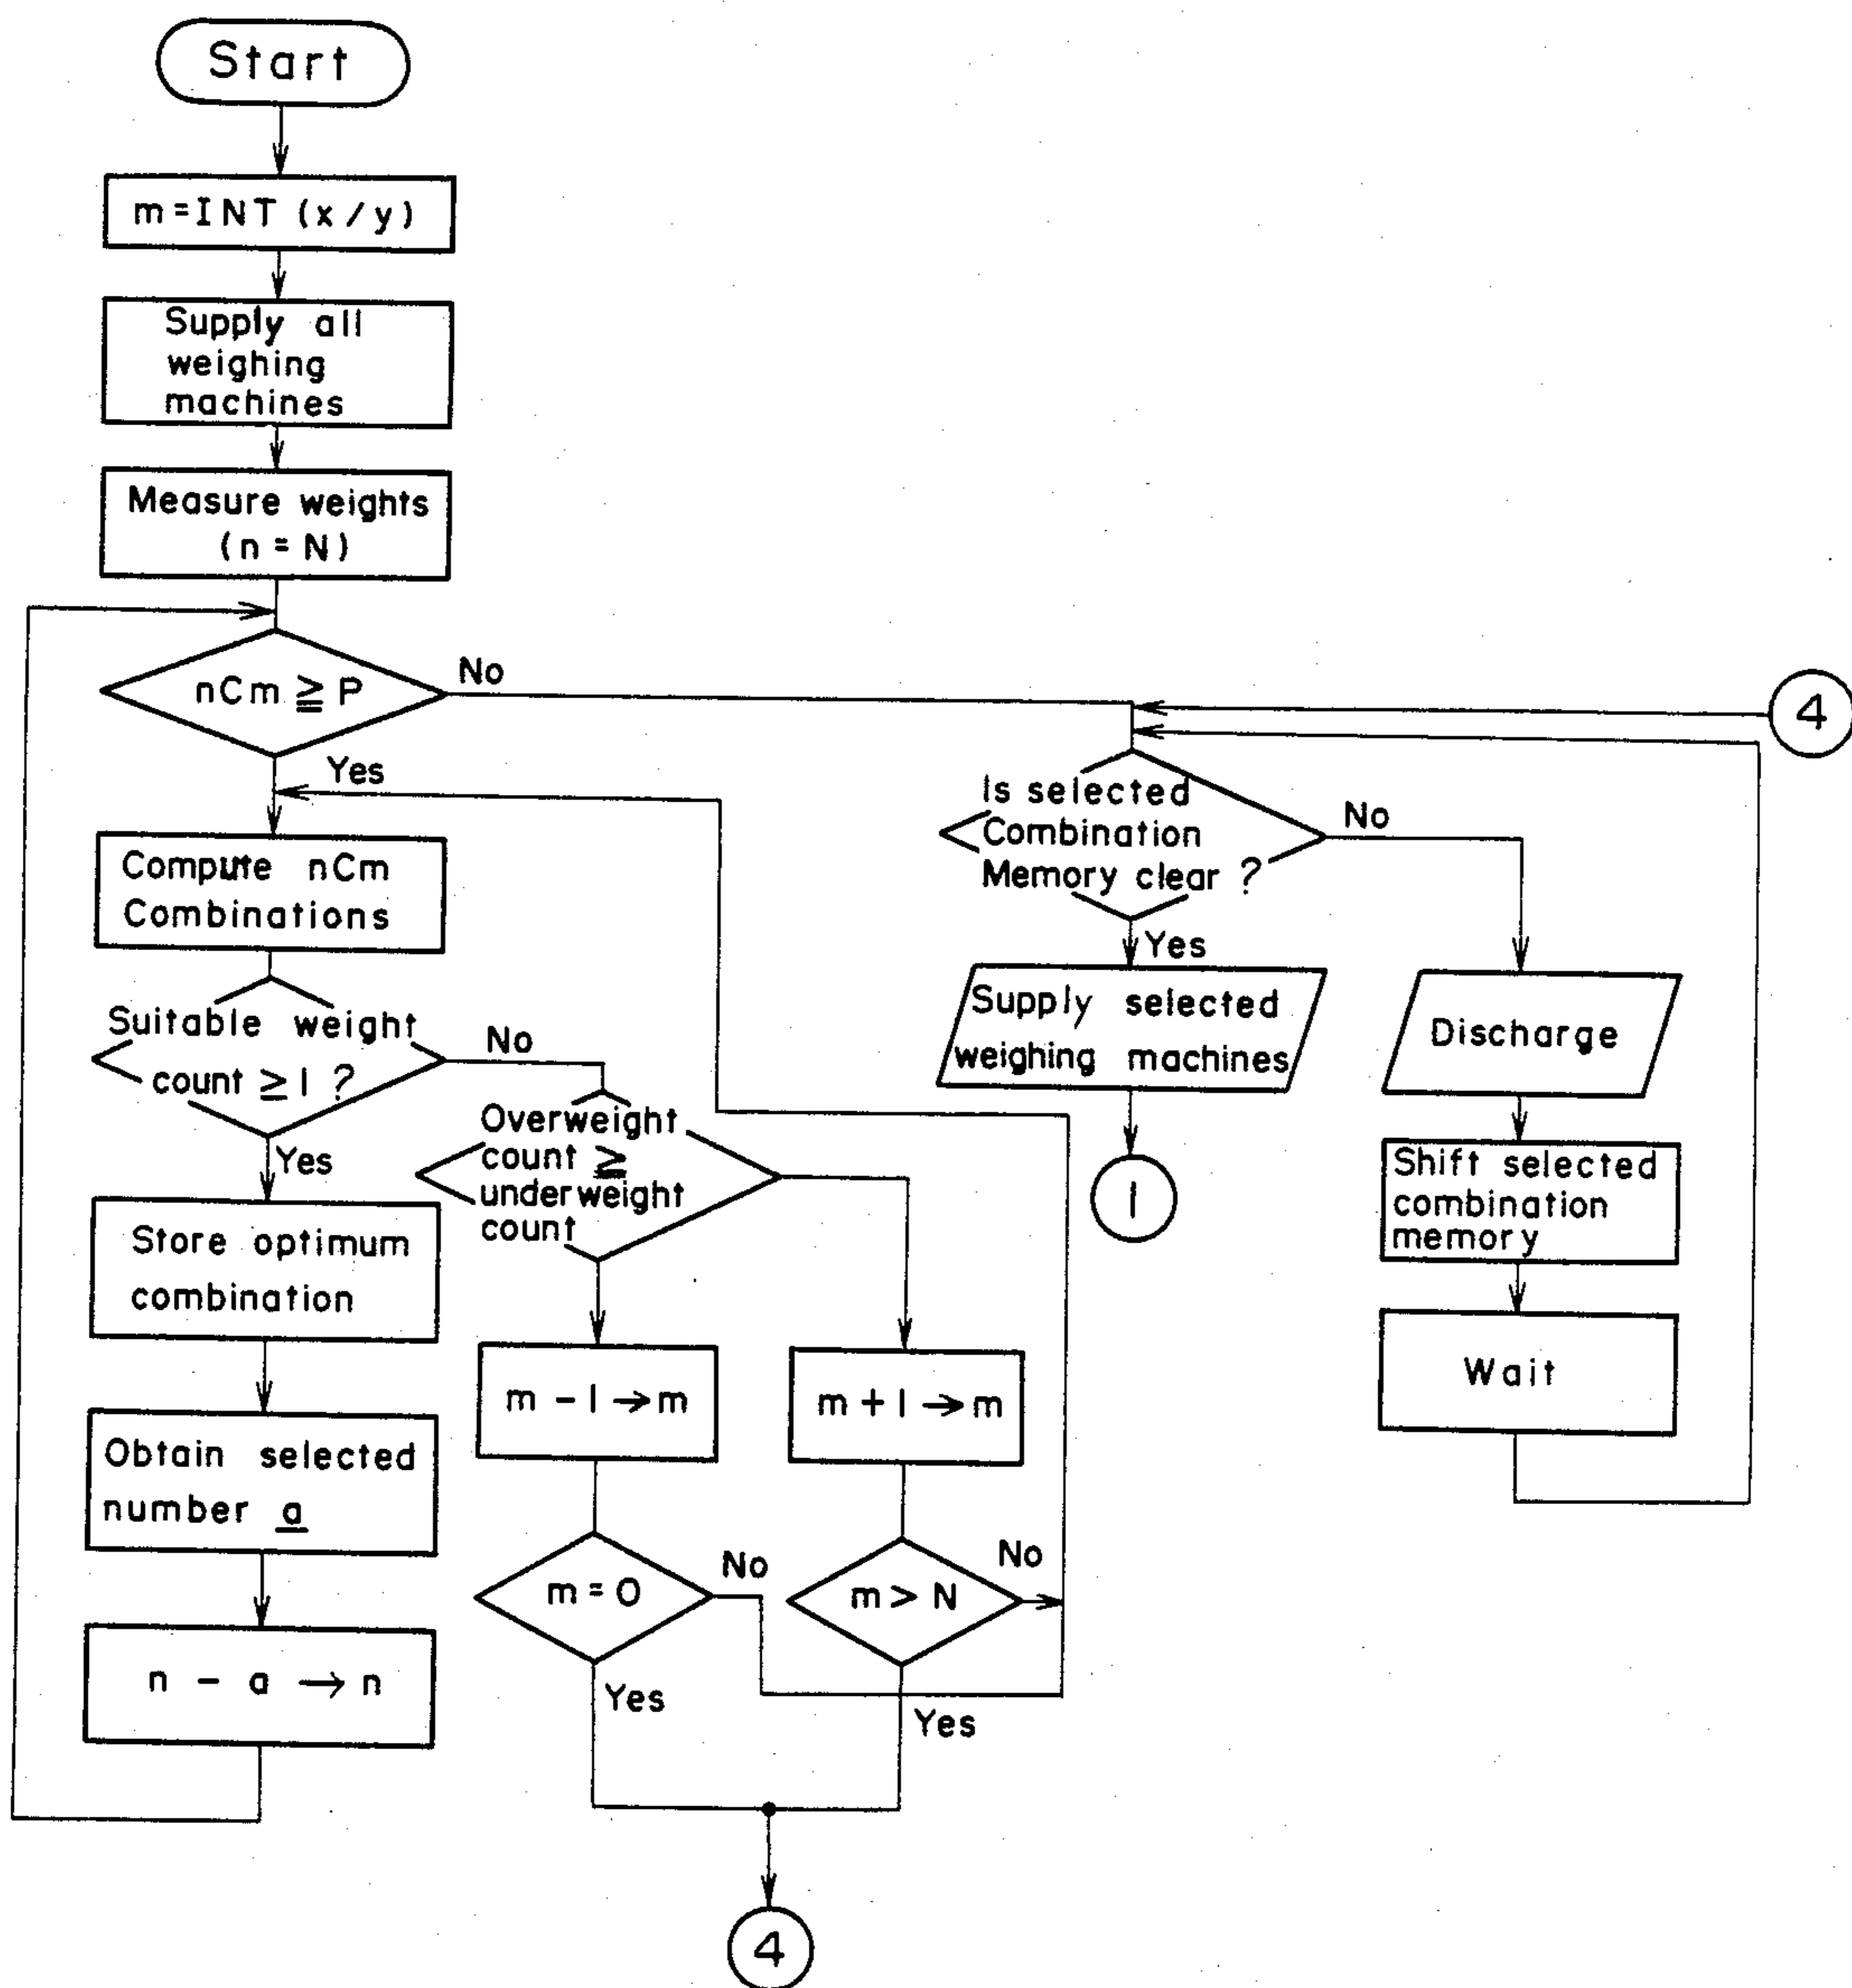 Start
m=INT (x/y)
Supply all
weighing
machines
Measure weights
(n = N)
nCm ≧ P
No
Yes
Compute nCm
Combinations
Suitable weight
count ≥ 1 ?
No
Yes
Store optimum
combination
Obtain selected
number a
n - a → n
Overweight
count ≧
underweight
count
m - 1 → m
m + 1 → m
m = 0
No
Yes
m > N
No
Yes
4
4
Is selected
Combination
Memory clear ?
No
Yes
Supply selected
weighing machines
1
Discharge
Shift selected
combination
memory
Wait